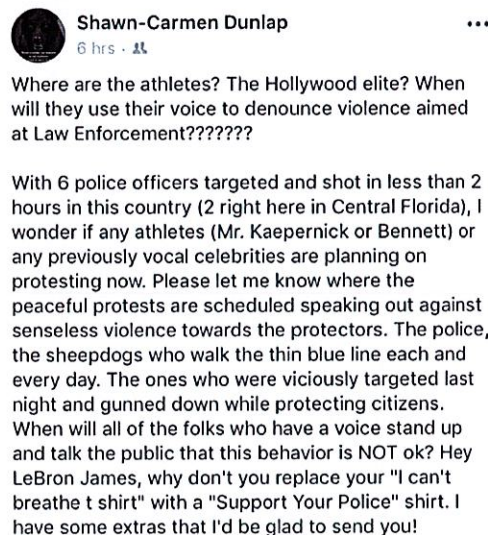 Shawn-Carmen Dunlap
6 hrs ·
Where are the athletes? The Hollywood elite? When
will they use their voice to denounce violence aimed
at Law Enforcement???????
With 6 police officers targeted and shot in less than 2
hours in this country (2 right here in Central Florida), I
wonder if any athletes (Mr. Kaepernick or Bennett) or
any previously vocal celebrities are planning on
protesting now. Please let me know where the
peaceful protests are scheduled speaking out against
senseless violence towards the protectors. The police,
the sheepdogs who walk the thin blue line each and
every day. The ones who were viciously targeted last
night and gunned down while protecting citizens.
When will all of the folks who have a voice stand up
and talk the public that this behavior is NOT ok? Hey
LeBron James, why don't you replace your "I can't
breathe t shirt" with a "Support Your Police" shirt. I
have some extras that I'd be glad to send you!